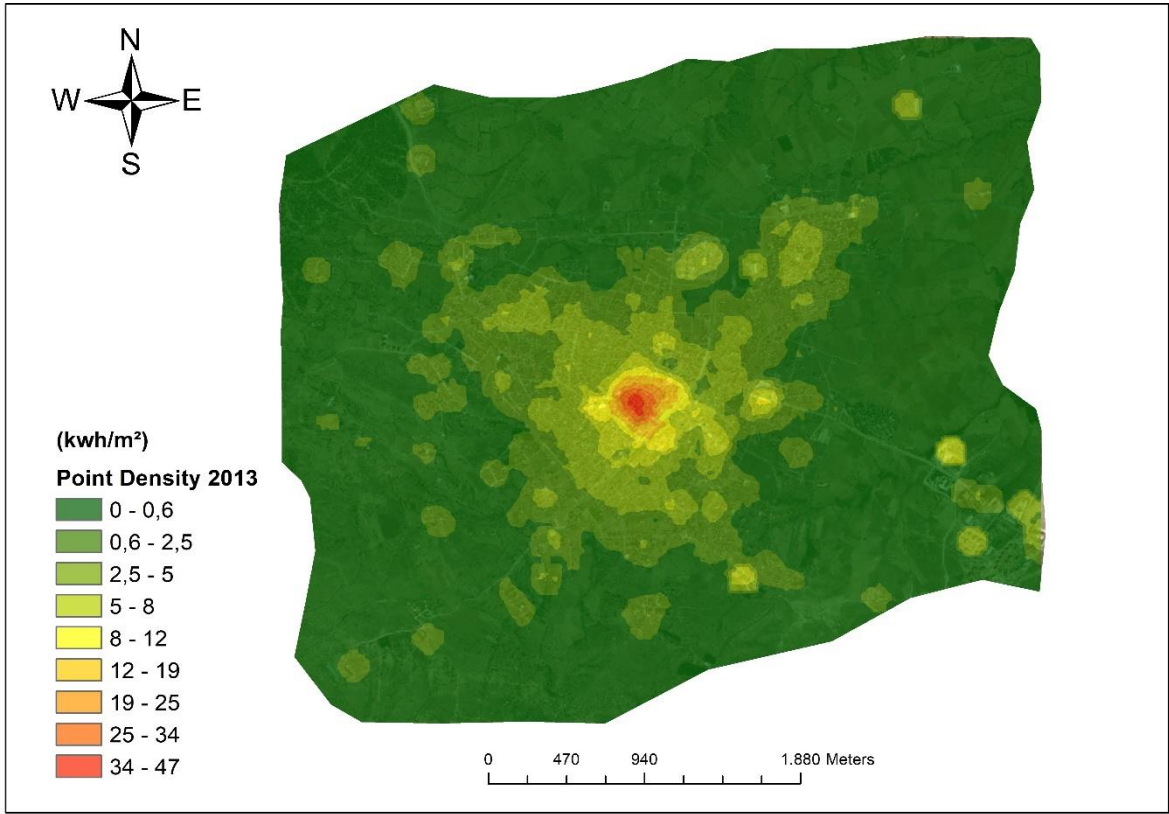 N
W E
S
(kwh/m²)
Point Density 2013
0 - 0,6
0,6 - 2,5
2,5 - 5
5 - 8
8 - 12
12 - 19
19 - 25
25 - 34
34 - 47
0 470 940 1.880 Meters